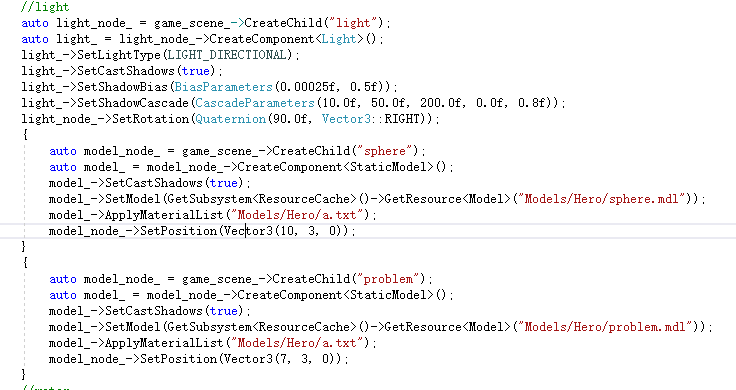 //light
auto light_node_ = game_scene_->CreateChild("light");
auto light_ = light_node_->CreateComponent<Light>();
light_->SetLightType(LIGHT_DIRECTIONAL);
light_->SetCastShadows(true);
light_->SetShadowBias(BiasParameters(0.00025f, 0.5f));
light_->SetShadowCascade(CascadeParameters(10.0f, 50.0f, 200.0f, 0.0f, 0.8f));
light_node_->SetRotation(Quaternion(90.0f, Vector3::RIGHT));
{
auto model_node_ = game_scene_->CreateChild("sphere");
auto model_ = model_node_->CreateComponent<StaticModel>();
model_->SetCastShadows(true);
model_->SetModel(GetSubsystem<ResourceCache>()->GetResource<Model>("Models/Hero/sphere.mdl"));
model_->ApplyMaterialList("Models/Hero/a.txt");
model_node_->SetPosition(Vector3(10, 3, 0));
}
{
auto model_node_ = game_scene_->CreateChild("problem");
auto model_ = model_node_->CreateComponent<StaticModel>();
model_->SetCastShadows(true);
model_->SetModel(GetSubsystem<ResourceCache>()->GetResource<Model>("Models/Hero/problem.mdl"));
model_->ApplyMaterialList("Models/Hero/a.txt");
model_node_->SetPosition(Vector3(7, 3, 0));
}